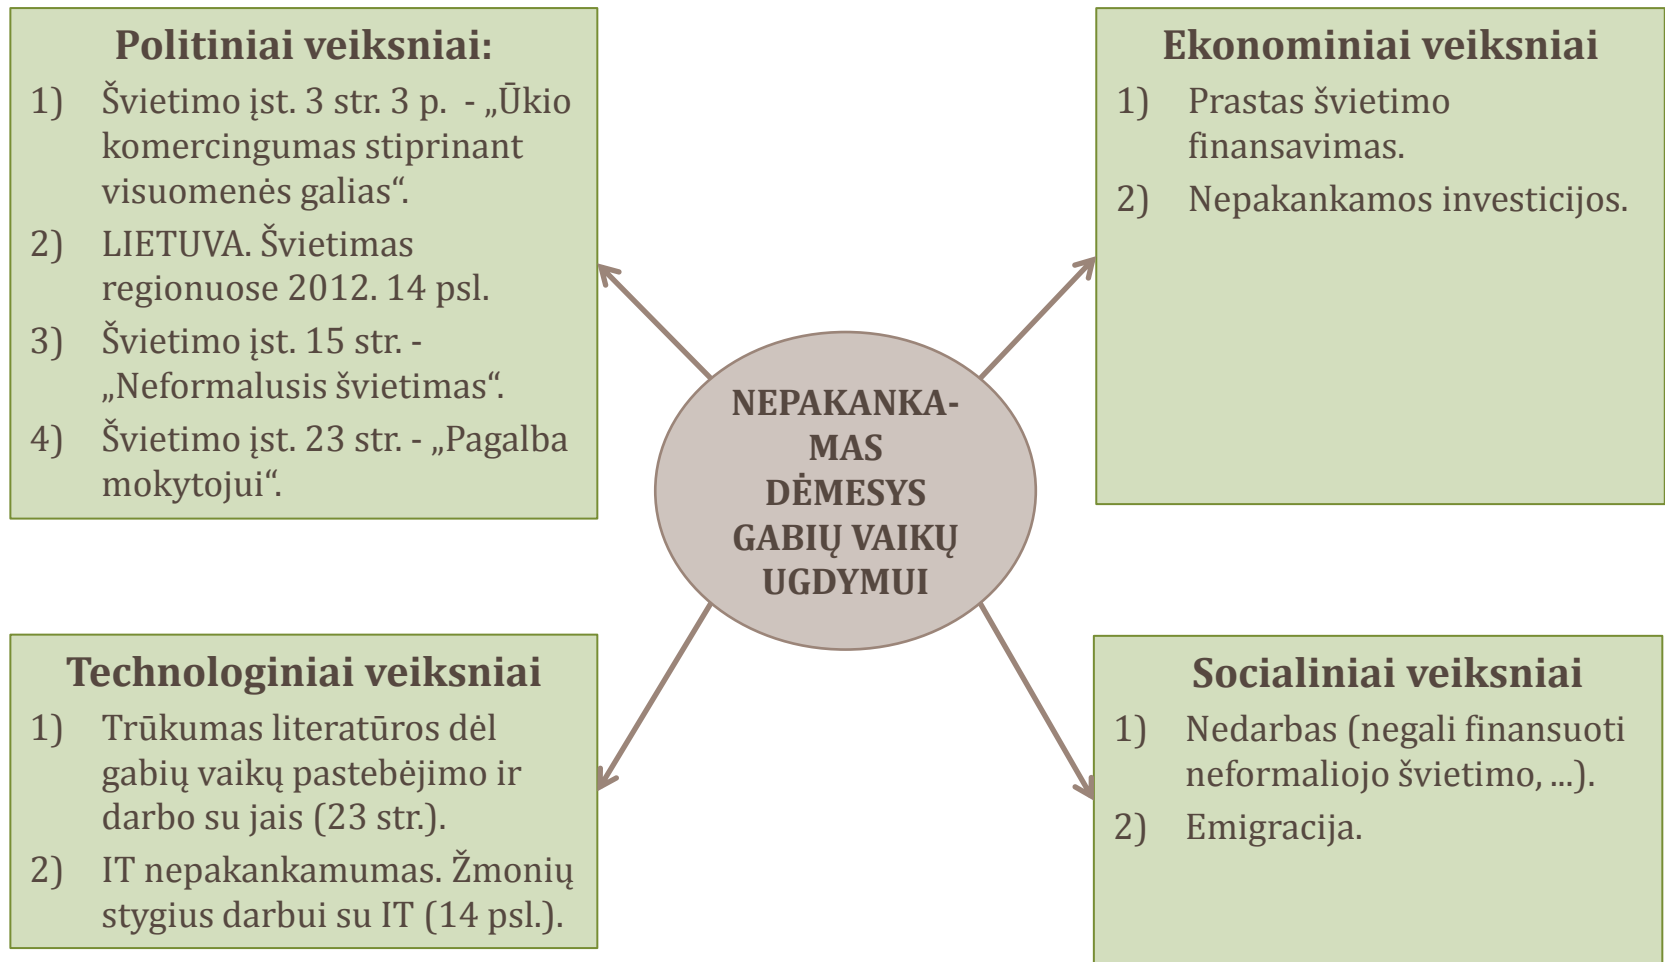 Politiniai veiksniai:
1) Švietimo įst. 3 str. 3 p. - „Ūkio
komercingumas stiprinant
visuomenės galias“.
2) LIETUVA. Švietimas
regionuose 2012. 14 psl.
3) Švietimo įst. 15 str. -
„Neformalusis švietimas“.
4) Švietimo įst. 23 str. - „Pagalba
mokytojui“.
Ekonominiai veiksniai
1) Prastas švietimo
finansavimas.
2) Nepakankamos investicijos.
NEPAKANKA-
MAS
DĖMESYS
GABIŲ VAIKŲ
UGDYMUI
Technologiniai veiksniai
1) Trūkumas literatūros dėl
gabių vaikų pastebėjimo ir
darbo su jais (23 str.).
2) IT nepakankamumas. Žmonių
stygius darbui su IT (14 psl.).
Socialiniai veiksniai
1) Nedarbas (negali finansuoti
neformaliojo švietimo, ...).
2) Emigracija.